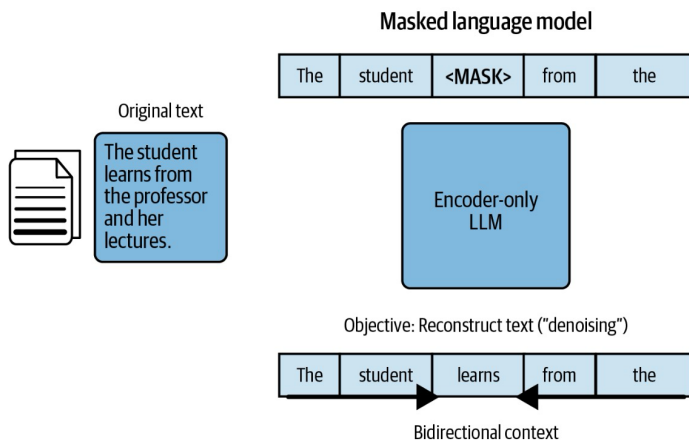 Masked language model
The student <MASK> from the
Original text
The student
learns from
the professor
and her
lectures.
Encoder-only
LLM
Objective: Reconstruct text ("denoising")
The student learns from the
Bidirectional context